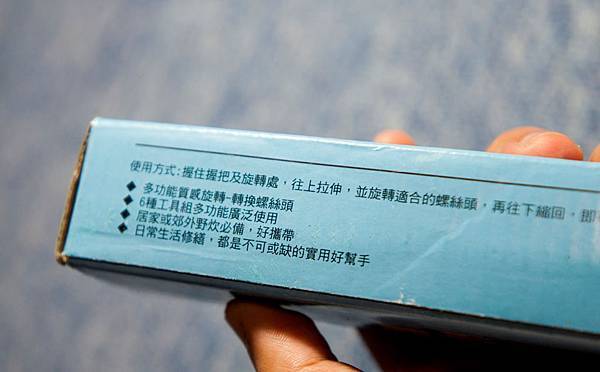 使用方式:握住握把及旋轉處，往上拉伸，並旋轉適合的螺絲頭，再往下縮回，即
◆ 多功能質感旋轉-轉換螺絲頭
◆ 6種工具組多功能廣泛使用
◆ 居家或郊外野炊必備，好攜帶
◆ 日常生活修繕，都是不可或缺的實用好幫手